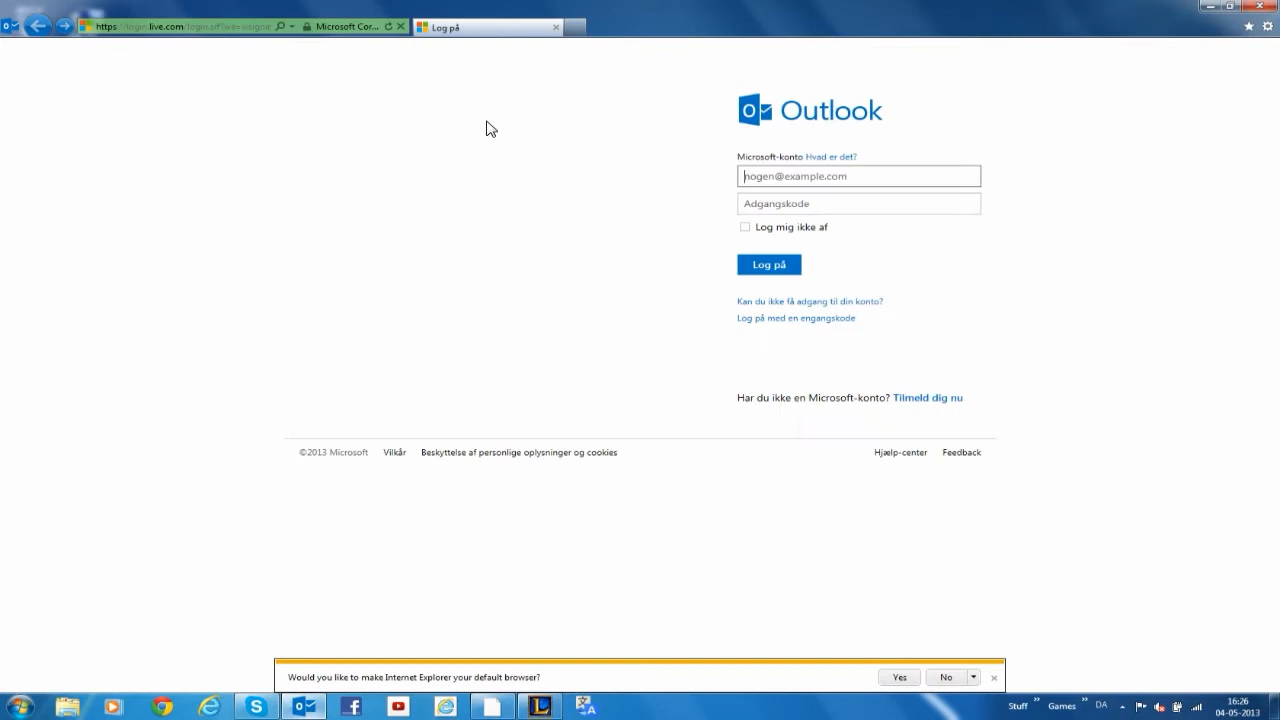 https://login.live.com/login.srf?wa=wsignin
Microsoft Cor...
Log på
Outlook
Microsoft-konto Hvad er det?
nogen@example.com
Adgangskode
Log mig ikke af
Log på
Kan du ikke få adgang til din konto?
Log på med en engangskode
Har du ikke en Microsoft-konto? Tilmeld dig nu
©2013 Microsoft Vilkår Beskyttelse af personlige oplysninger og cookies Hjælp-center Feedback
Would you like to make Internet Explorer your default browser? Yes No
Stuff » Games » DA
16:26
04-05-2013